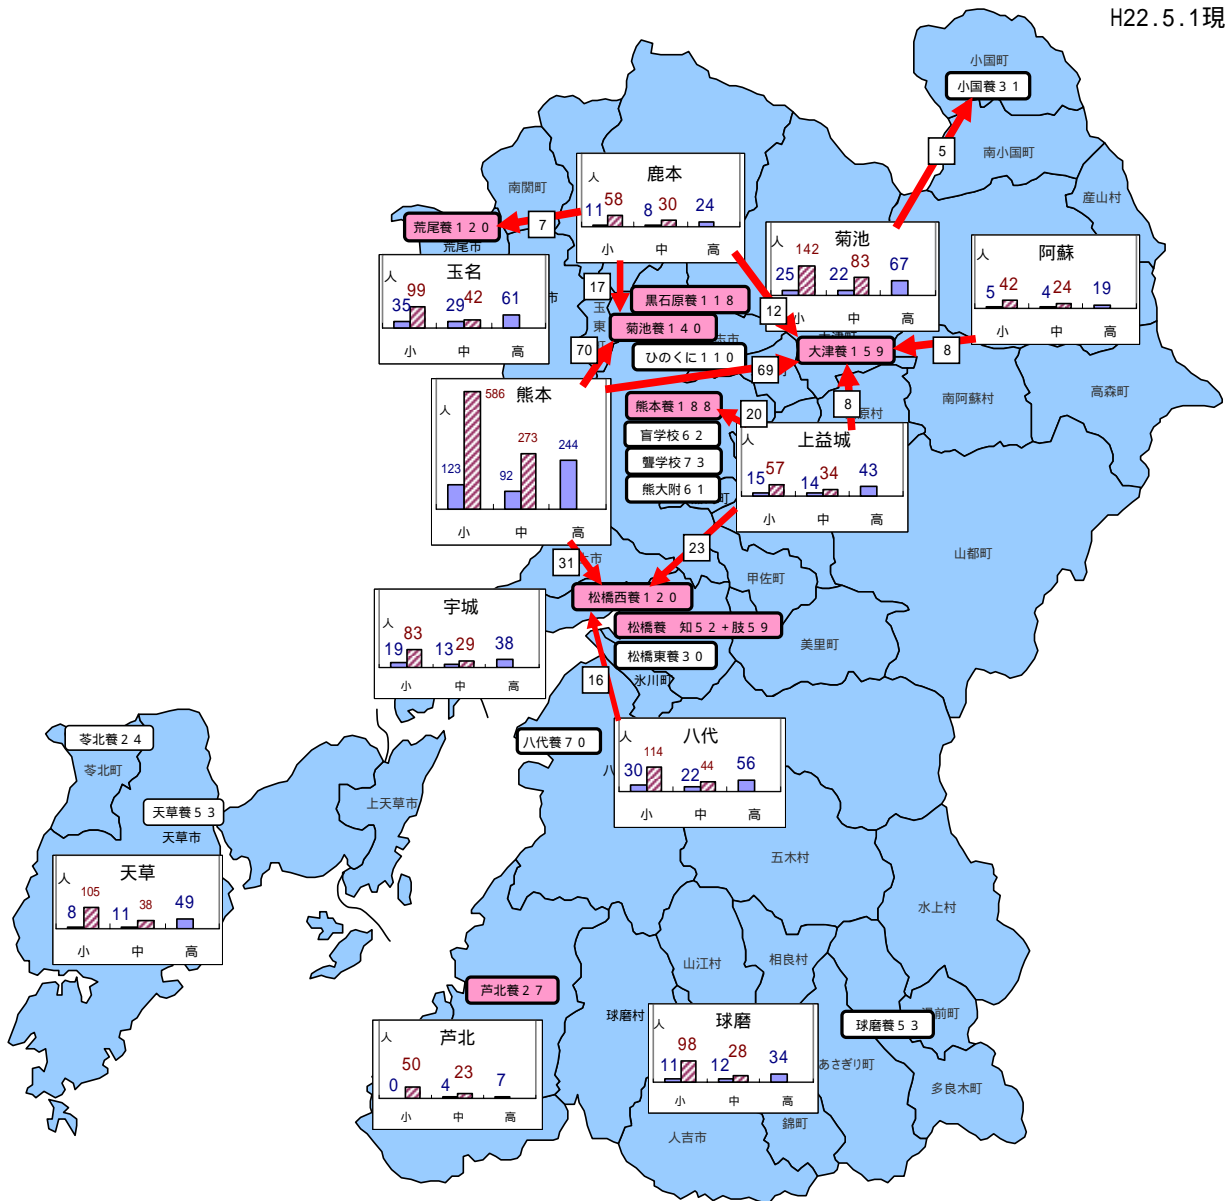 H22.5.1現
小国町
小国養31
5
南小国町
産山村
鹿本
人
11 58 8 30 24
小 中 高
南関町
荒尾養120
荒尾市
7
菊池
人
25 142 22 83 67
小 中 高
阿蘇
人
5 42 4 24 19
小 中 高
玉名
人
35 99 29 42 61
小 中 高
市
17
玉
東
黒石原養118
菊池養140
ひのくに110
70
12
大津養159
8
69
8
南阿蘇村
高森町
原村
熊本
人
123 586 92 273 244
小 中 高
熊本養188
盲学校62
聾学校73
熊大附61
20
町
上益城
人
15 57 14 34 43
小 中 高
山都町
23
31
市
甲佐町
松橋西養120
松橋養 知52+肢59
松橋東養30
美里町
氷川町
宇城
人
19 83 13 29 38
小 中 高
16
八代養70
八
八代
人
30 114 22 44 56
小 中 高
苓北養24
苓北町
天草養53
天草市
上天草市
天草
人
8 105 11 38 49
小 中 高
五木村
水上村
山江村
相良村
芦北養27
球磨村
芦北
人
0 50 4 23 7
小 中 高
球磨
人
11 98 12 28 34
小 中 高
球磨養53
前町
あさぎり町
多良木町
錦町
人吉市